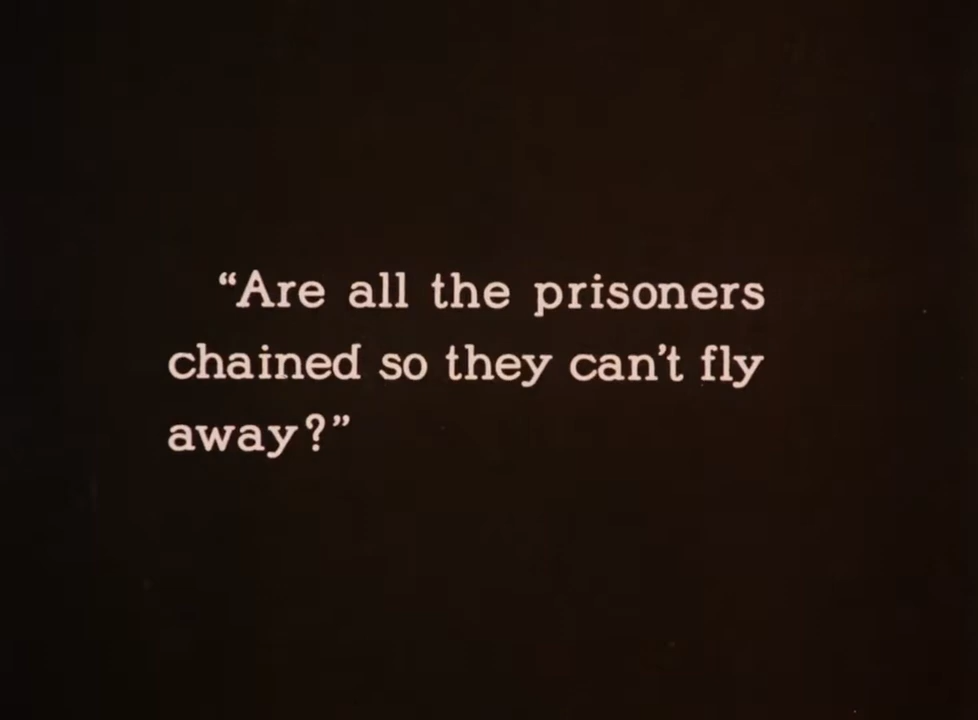 “Are all the prisoners
chained so they can’t fly
away?”